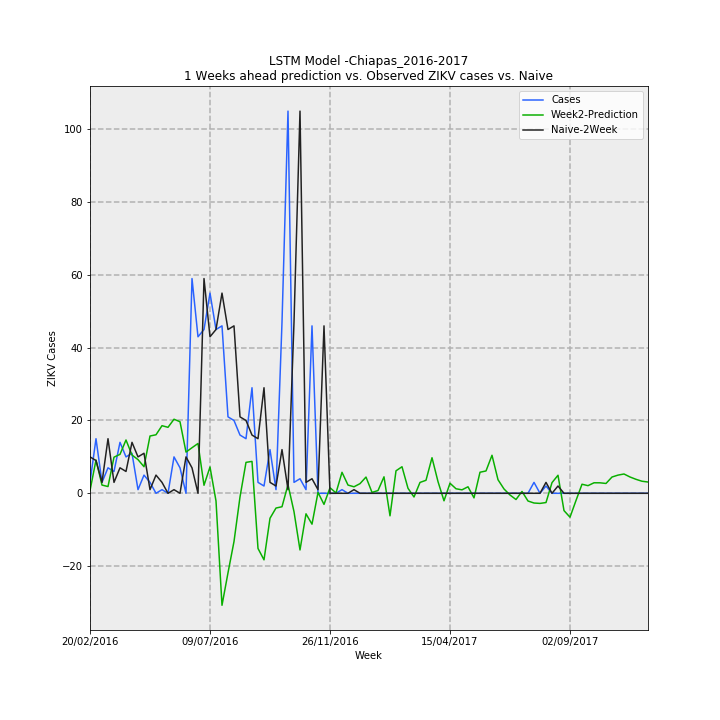 LSTM Model -Chiapas_2016-2017
1 Weeks ahead prediction vs. Observed ZIKV cases vs. Naive
Cases
Week2-Prediction
Naive-2Week
100
80
60
40
20
0
−20
ZIKV Cases
20/02/2016
09/07/2016
26/11/2016
15/04/2017
02/09/2017
Week